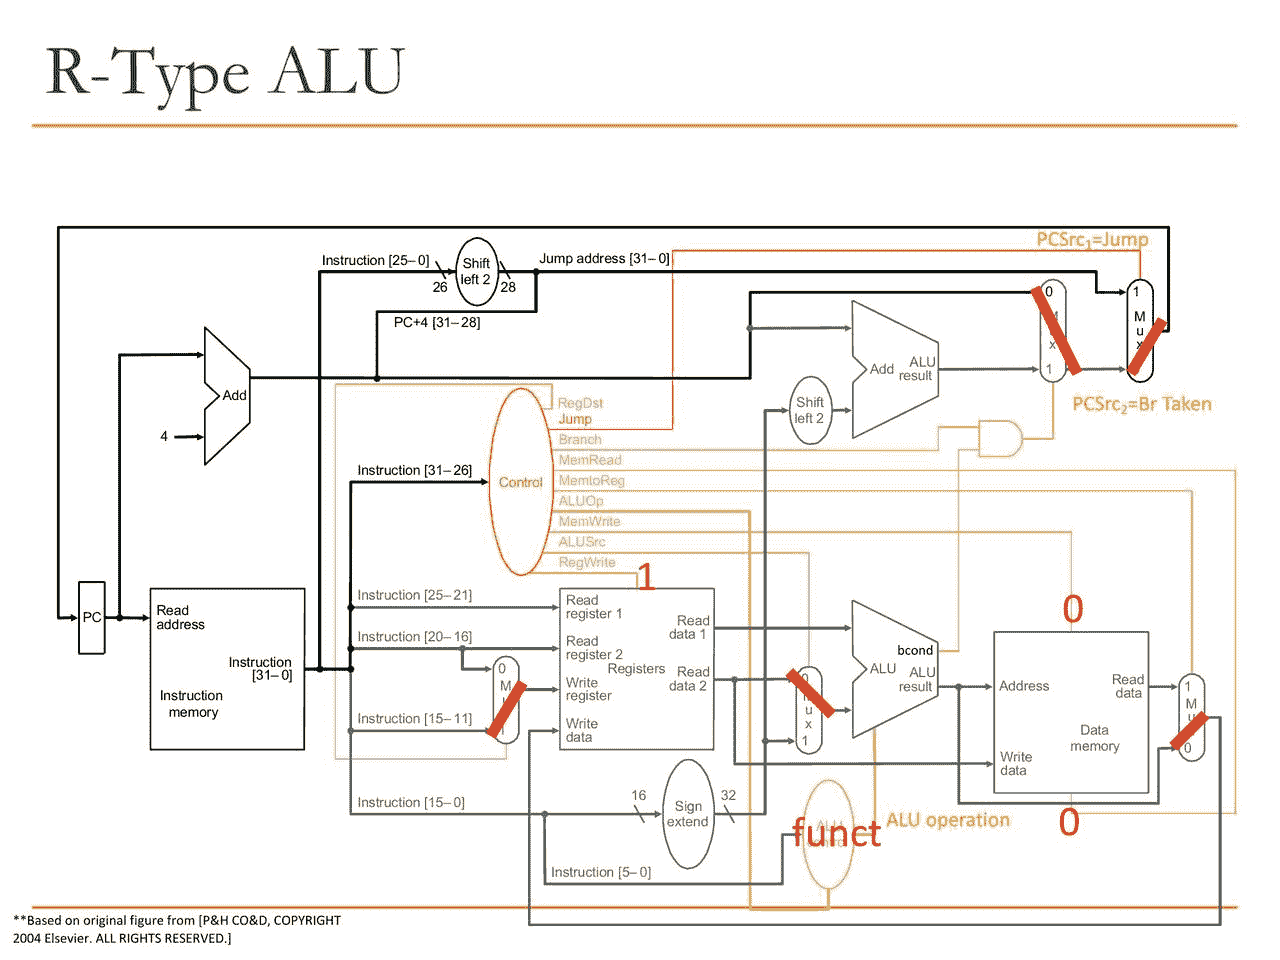 R-Type ALU
PCSrc1=Jump
Instruction [25–0]
Shift
left 2
Jump address [31–0]
26
28
PC+4 [31–28]
0
M
x
1
1
M
u
x
Add
ALU
result
Add
4
Shift
left 2
PCSrc2=Br Taken
RegDst
Jump
Branch
MemRead
MemtoReg
ALUOp
MemWrite
ALUSrc
RegWrite
Instruction [31–26]
Control
1
0
PC
Read
address
Instruction
[31–0]
Instruction
memory
Instruction [25–21]
Instruction [20–16]
Instruction [15–11]
Instruction [15–0]
0
M
Read
register 1
Read
register 2
Write
register
Write
data
Registers
Read
data 1
Read
data 2
u
x
1
bcond
ALU
ALU
result
Address
Write
data
Read
data
Data
memory
1
M
u
0
16
Sign
extend
32
Instruction [5–0]
funct
ALU operation
0
**Based on original figure from [P&H CO&D, COPYRIGHT
2004 Elsevier. ALL RIGHTS RESERVED.]